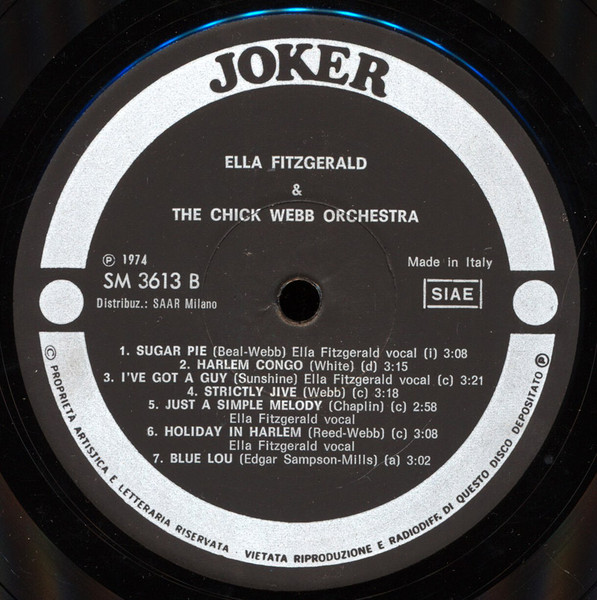 JOKER
ELLA FITZGERALD
&
THE CHICK WEBB ORCHESTRA
Ⓟ 1974
SM 3613 B
Distribuz.: SAAR Milano
Made in Italy
SIAE
1. SUGAR PIE (Beal-Webb) Ella Fitzgerald vocal (i) 3:08
2. HARLEM CONGO (White) (d) 3:15
3. I'VE GOT A GUY (Sunshine) Ella Fitzgerald vocal (c) 3:21
4. STRICTLY JIVE (Webb) (c) 3:18
5. JUST A SIMPLE MELODY (Chaplin) (c) 2:58
Ella Fitzgerald vocal
6. HOLIDAY IN HARLEM (Reed-Webb) (c) 3:08
Ella Fitzgerald vocal
7. BLUE LOU (Edgar Sampson-Mills) (a) 3:02
© PROPRIETA ARTISTICA E LETTERARIA RISERVATA · VIETATA RIPRODUZIONE E RADIODIFF. DI QUESTO DISCO DEPOSITATO Ⓟ